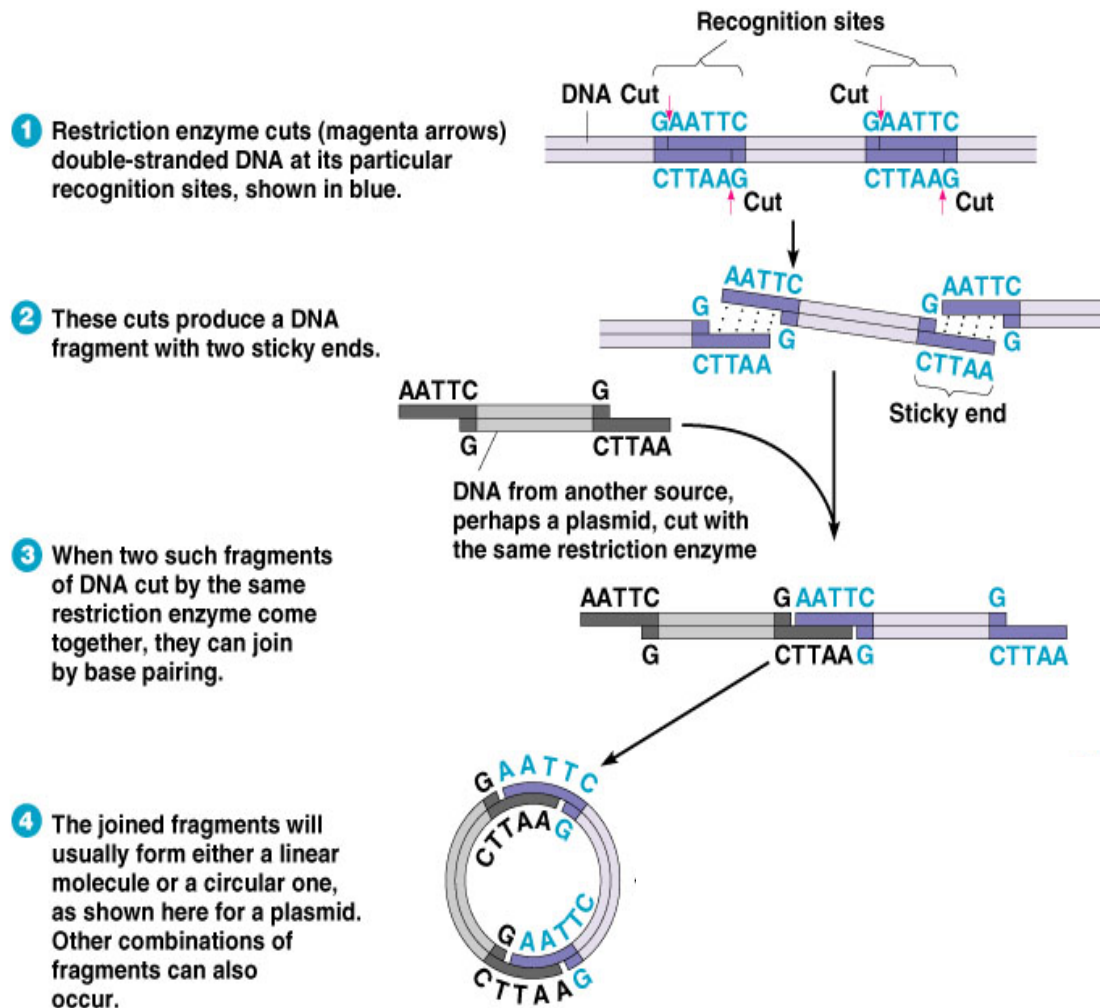 Recognition sites
DNA Cut
Cut
GAATTC
GAATTC
1 Restriction enzyme cuts (magenta arrows)
double-stranded DNA at its particular
recognition sites, shown in blue.
CTTAAG
CTTAAG
Cut
Cut
AATTC
AATTC
G
G
2 These cuts produce a DNA
fragment with two sticky ends.
G
G
CTTAA
CTTAA
Sticky end
AATTC
G
G
CTTAA
DNA from another source,
perhaps a plasmid, cut with
the same restriction enzyme
3 When two such fragments
of DNA cut by the same
restriction enzyme come
together, they can join
by base pairing.
AATTC
G AATTC
G
G
CTTAAG
CTTAA
GAATTC
CTTAAG
4 The joined fragments will
usually form either a linear
molecule or a circular one,
as shown here for a plasmid.
Other combinations of
fragments can also
occur.
GAATTC
CTTAAG